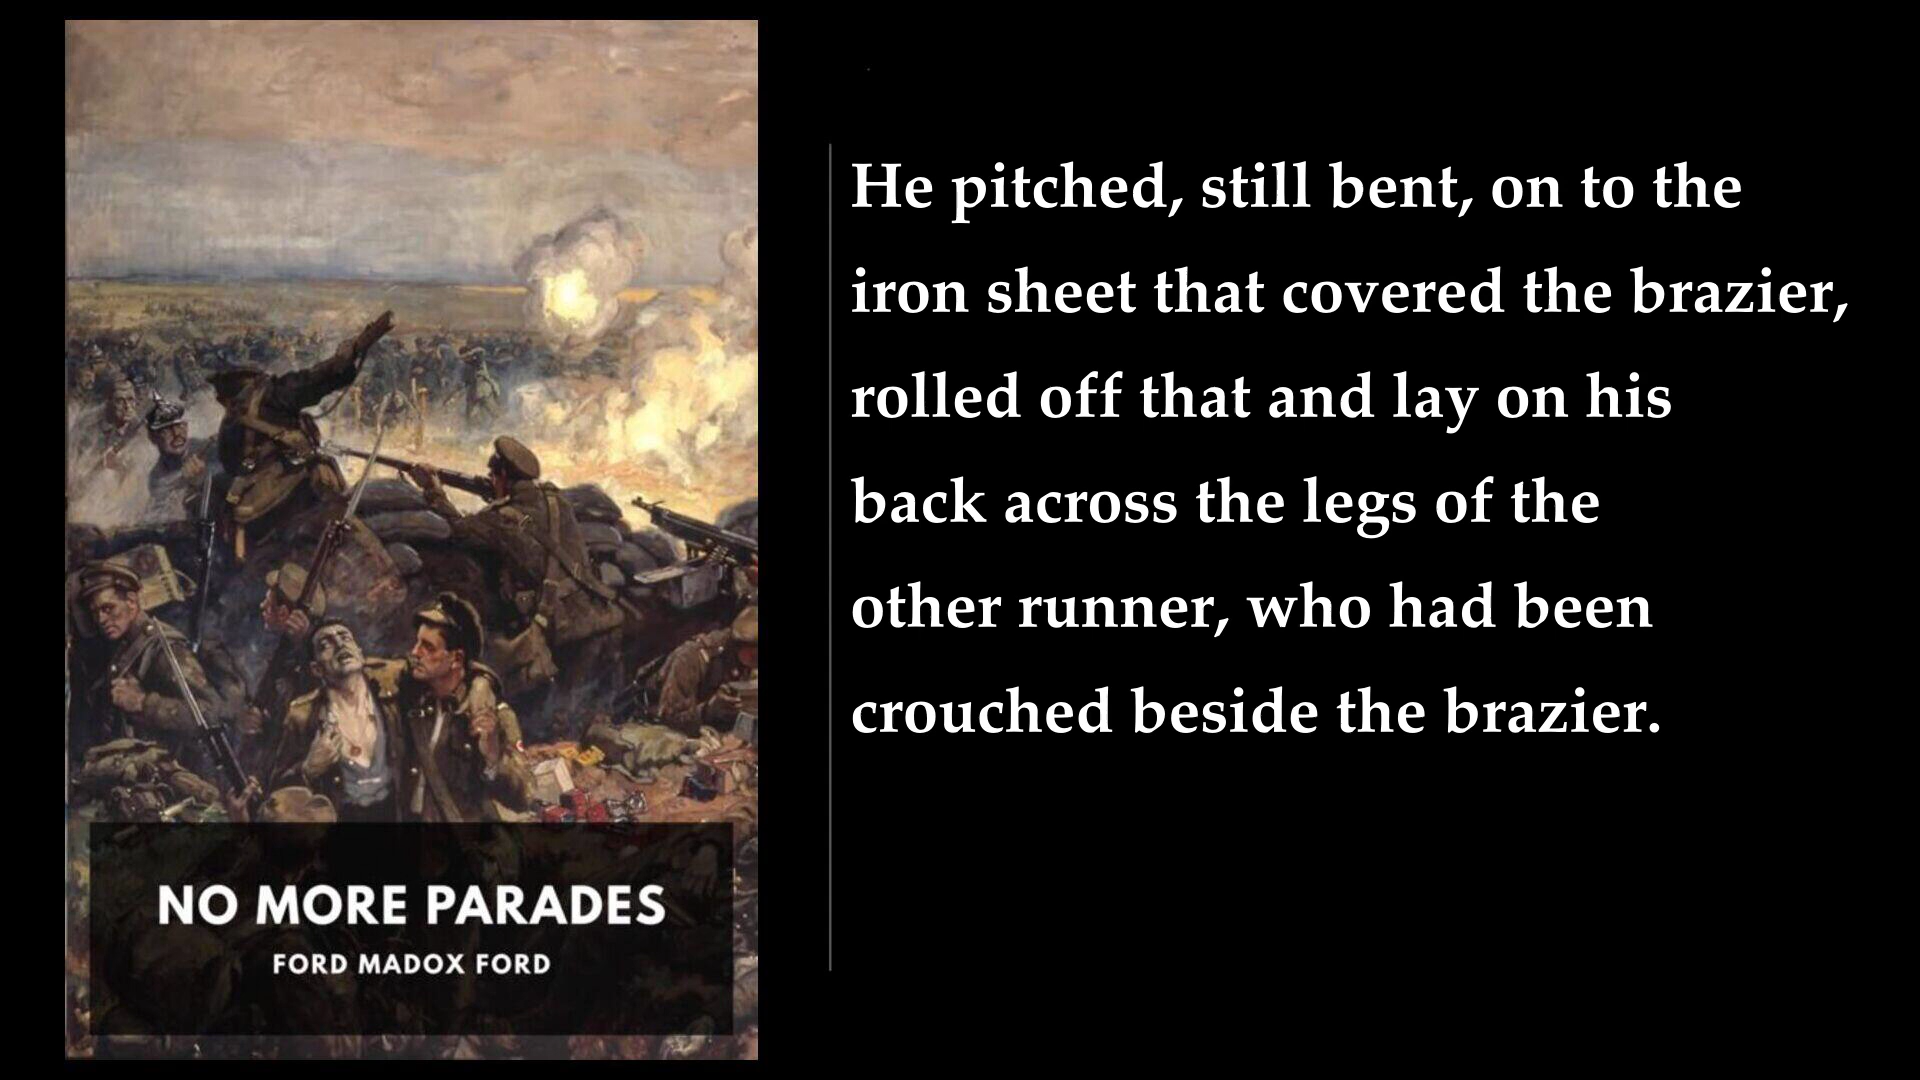 He pitched, still bent, on to the
iron sheet that covered the brazier,
rolled off that and lay on his
back across the legs of the
other runner, who had been
crouched beside the brazier.
NO MORE PARADES
FORD MADOX FORD